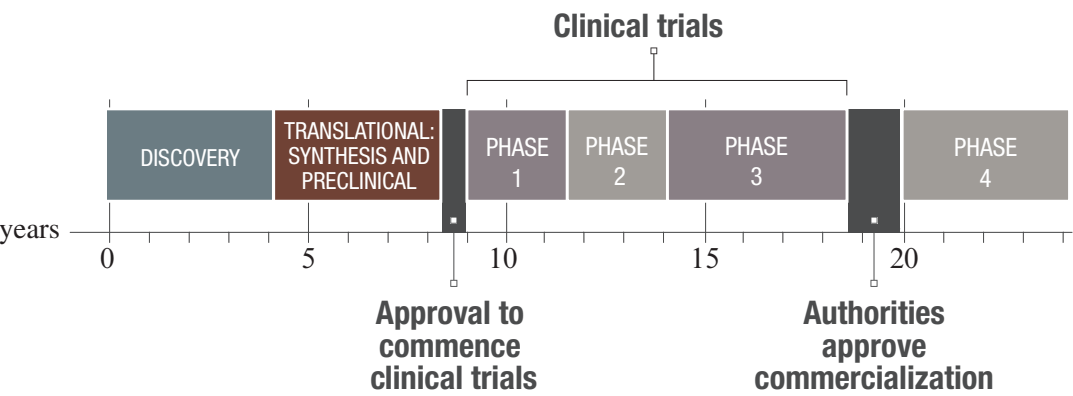 Clinical trials
DISCOVERY
TRANSLATIONAL:
SYNTHESIS AND
PRECLINICAL
PHASE
1
PHASE
2
PHASE
3
PHASE
4
years
0
5
10
15
20
Approval to
commence
clinical trials
Authorities
approve
commercialization